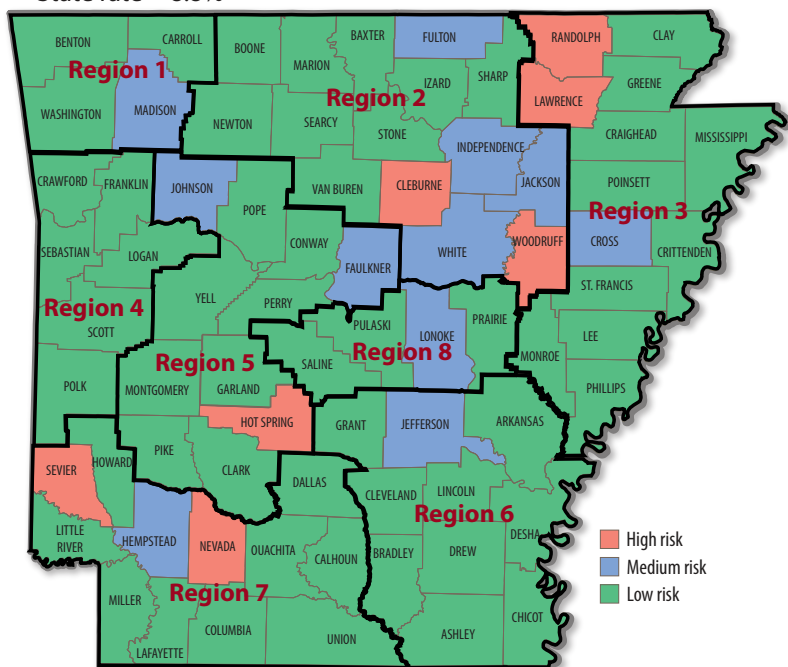 BENTON
CARROLL
BOONE
BAXTER
FULTON
RANDOLPH
CLAY
MARION
Region 1
IZARD
SHARP
GREENE
Region 2
WASHINGTON
MADISON
LAWRENCE
NEWTON
SEARCY
STONE
CRAIGHEAD
MISSISSIPPI
INDEPENDENCE
CRAWFORD
FRANKLIN
JOHNSON
VAN BUREN
CLEBURNE
JACKSON
POINSETT
POPE
Region 3
SEBASTIAN
LOGAN
CONWAY
WHITE
WOODRUFF
CROSS
CRITTENDEN
FAULKNER
ST. FRANCIS
YELL
PERRY
Region 4
PULASKI
LONOKE
PRAIRIE
SCOTT
Region 8
LEE
SALINE
MONROE
Region 5
POLK
MONTGOMERY
GARLAND
PHILLIPS
HOT SPRING
GRANT
JEFFERSON
ARKANSAS
PIKE
SEVIER
HOWARD
CLARK
DALLAS
CLEVELAND
LINCOLN
Region 6
LITTLE
RIVER
HEMPSTEAD
NEVADA
OUACHITA
DESHA
CALHOUN
BRADLEY
DREW
Region 7
MILLER
COLUMBIA
UNION
ASHLEY
CHICOT
LAFAYETTE
High risk
Medium risk
Low risk